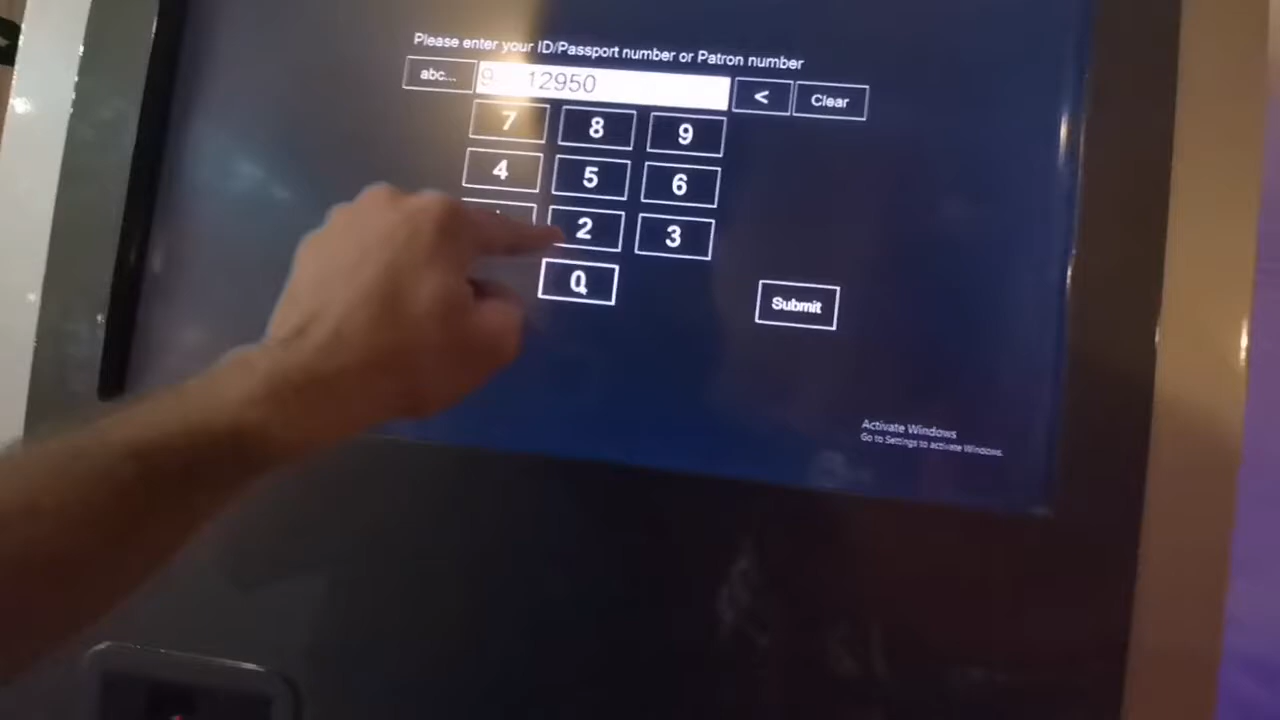 Please enter your ID/Passport number or Patron number
abc... 9 12950 < Clear
7 8 9
4 5 6
2 3
0
Submit
Activate Windows
Go to Settings to activate Windows.